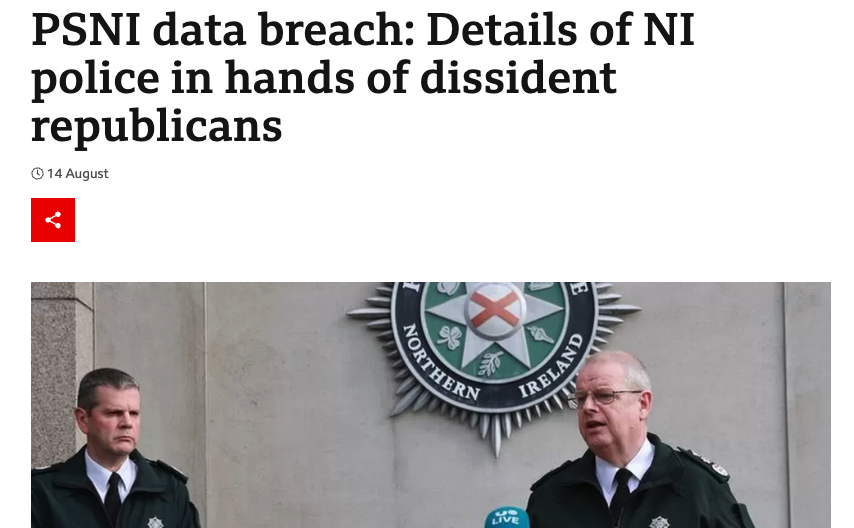 PSNI data breach: Details of NI
police in hands of dissident
republicans
14 August
NORTHERN IRELAND
LIVE